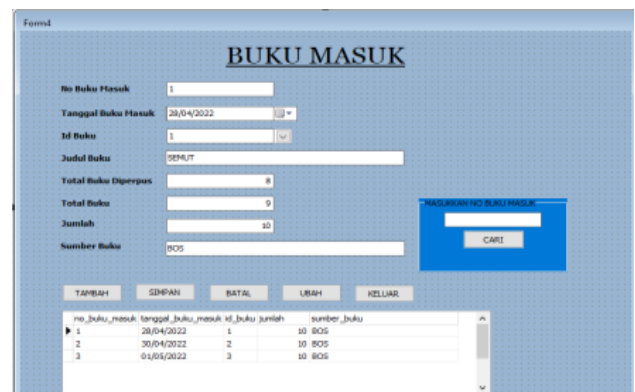 Form4
BUKU MASUK
No Buku Masuk 1
Tanggal Buku Masuk 28/04/2022
Id Buku 1
Judul Buku SEMUT
Total Buku Diperpus 8
Total Buku 9
Jumlah 10
Sumber Buku BOS
MASUKKAN NO BUKU MASUK
CARI
TAMBAH SIMPAN BATAL UBAH KELUAR
no_buku_masuk tanggal_buku_masuk id_buku jumlah sumber_buku
1 28/04/2022 1 10 BOS
2 30/04/2022 2 10 BOS
3 01/05/2022 3 10 BOS